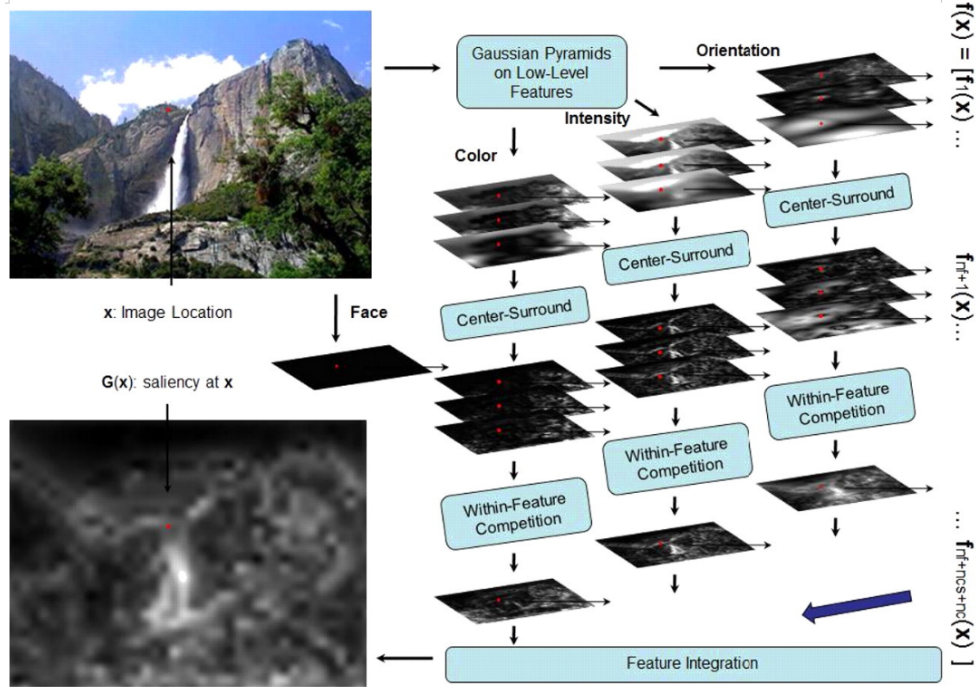 Gaussian Pyramids
on Low-Level
Features
Orientation
Intensity
Color
Center-Surround
Center-Surround
Center-Surround
x: Image Location
Face
G(x): saliency at x
Within-Feature
Competition
Within-Feature
Competition
Within-Feature
Competition
Feature Integration
f(x) = [f1(x) ...
fnf+1(x)...
... fnf+ncs+nc(x) ]